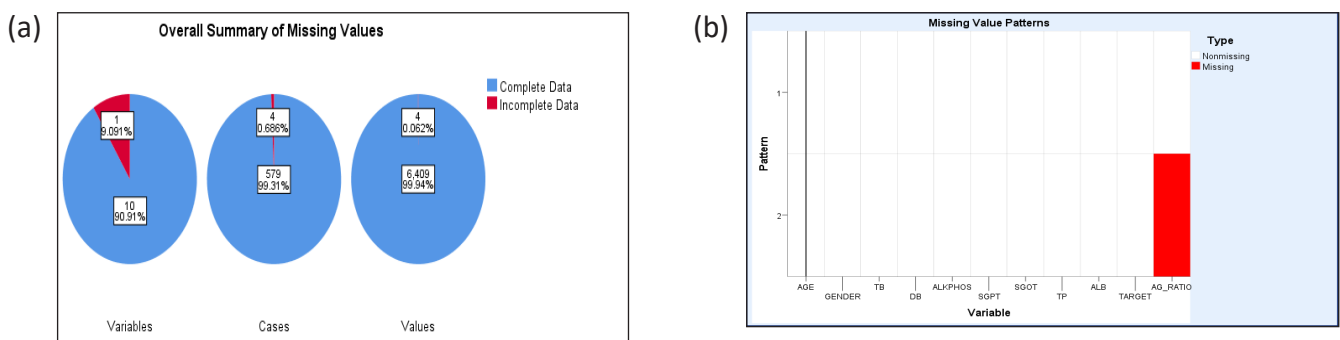 (a)
Overall Summary of Missing Values
Complete Data
Incomplete Data
1
9.091%
10
90.91%
4
0.686%
579
99.31%
4
0.062%
6,409
99.94%
Variables
Cases
Values
(b)
Missing Value Patterns
Type
Nonmissing
Missing
Pattern
1
2
AGE
GENDER
TB
DB
ALKPHOS
SGPT
SGOT
TP
ALB
TARGET
AG_RATIO
Variable